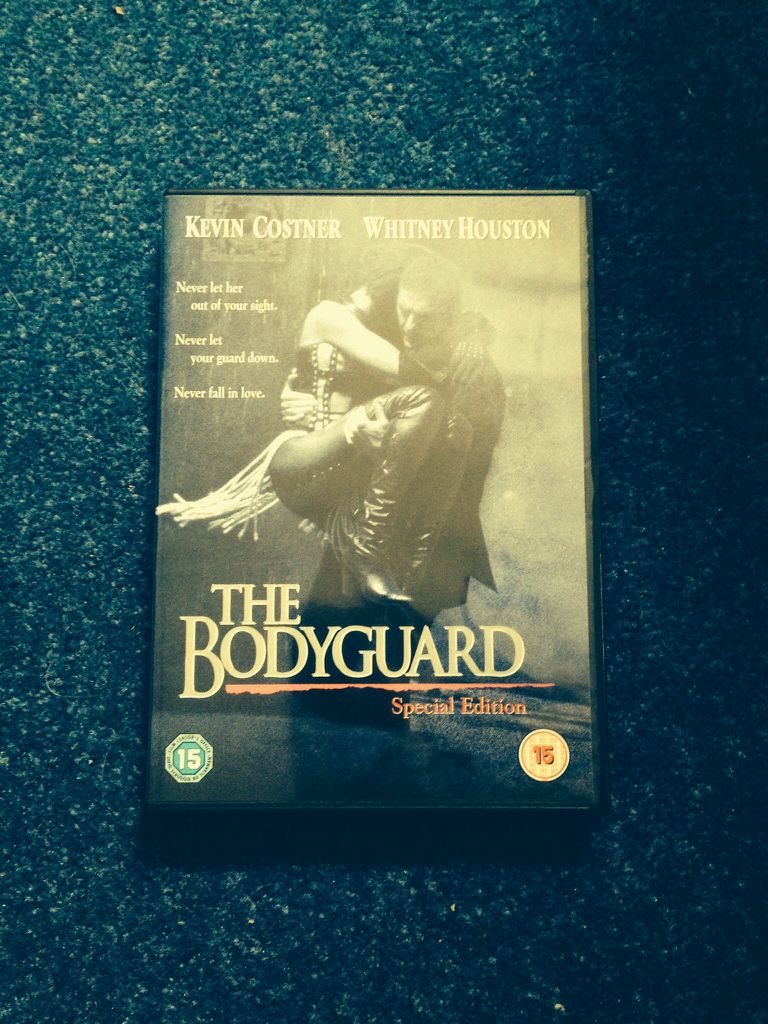 KEVIN COSTNER WHITNEY HOUSTON
Never let her
out of your sight.
Never let
your guard down.
Never fall in love.
THE
BODYGUARD
Special Edition
15
15